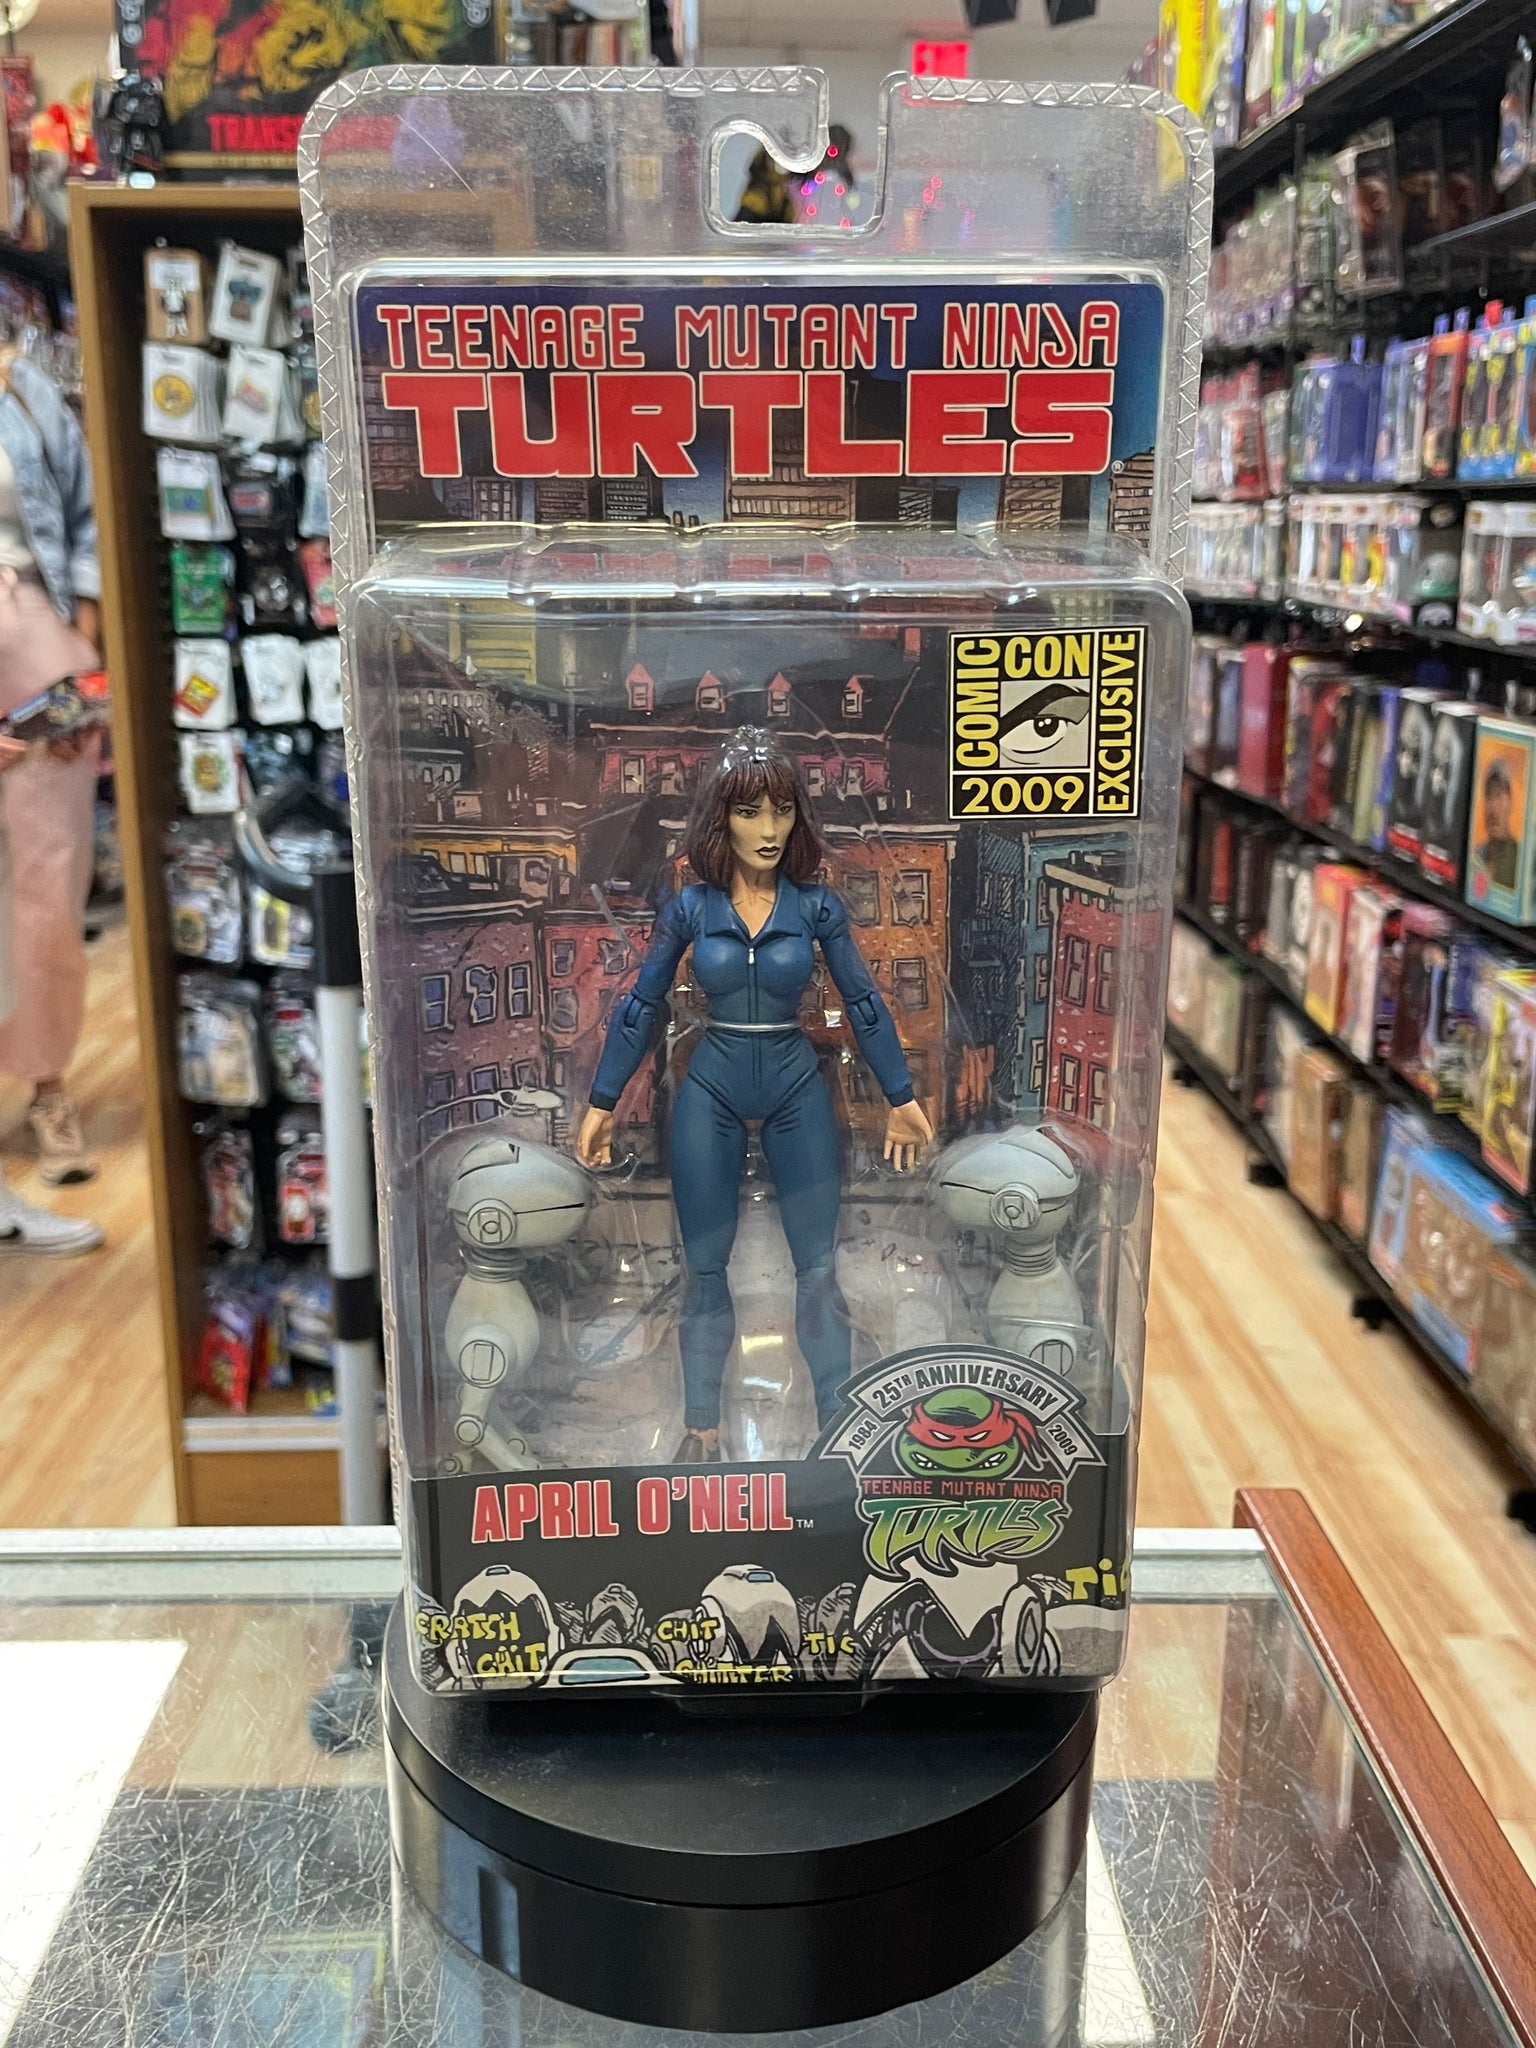 TEENAGE MUTANT NINJA
TURTLES®
COMIC
CON
EXCLUSIVE
2009
25TH ANNIVERSARY
1984
2009
TEENAGE MUTANT NINJA
TURTLES
APRIL O'NEIL™
CHIT
TIC
CHIT